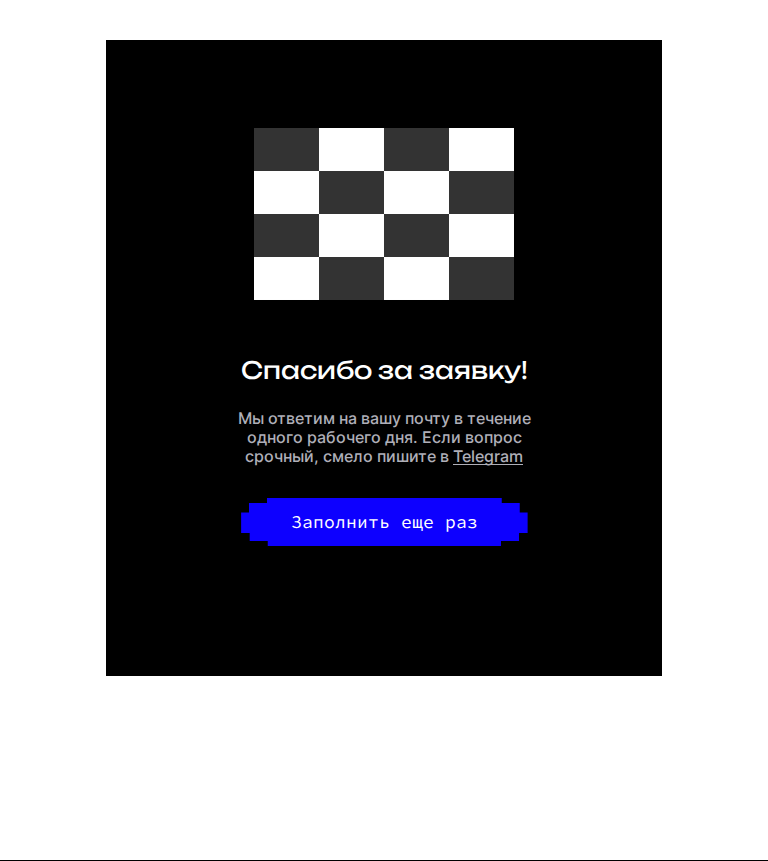 Спасибо за заявку!
Мы ответим на вашу почту в течение
одного рабочего дня. Если вопрос
срочный, смело пишите в Telegram
Заполнить еще раз